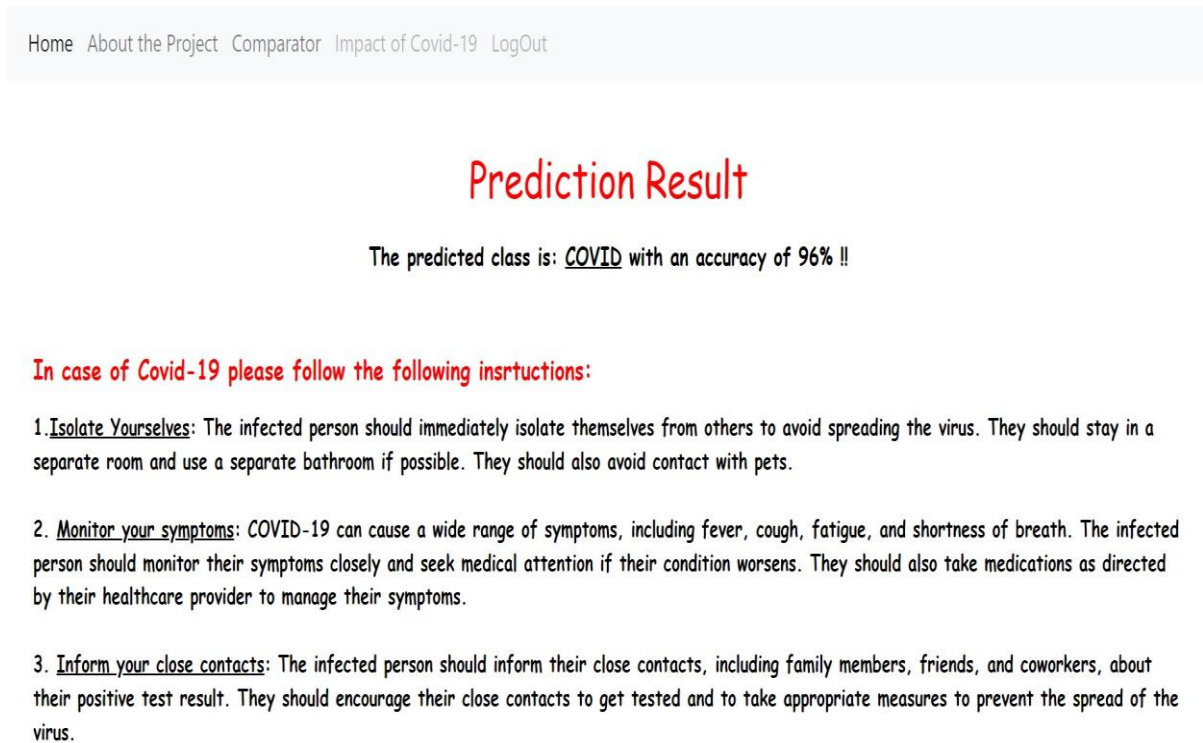 Home About the Project Comparator Impact of Covid-19 LogOut
Prediction Result
The predicted class is: COVID with an accuracy of 96% !!
In case of Covid-19 please follow the following insrtuctions:
1.Isolate Yourselves: The infected person should immediately isolate themselves from others to avoid spreading the virus. They should stay in a
separate room and use a separate bathroom if possible. They should also avoid contact with pets.
2. Monitor your symptoms: COVID-19 can cause a wide range of symptoms, including fever, cough, fatigue, and shortness of breath. The infected
person should monitor their symptoms closely and seek medical attention if their condition worsens. They should also take medications as directed
by their healthcare provider to manage their symptoms.
3. Inform your close contacts: The infected person should inform their close contacts, including family members, friends, and coworkers, about
their positive test result. They should encourage their close contacts to get tested and to take appropriate measures to prevent the spread of the
virus.